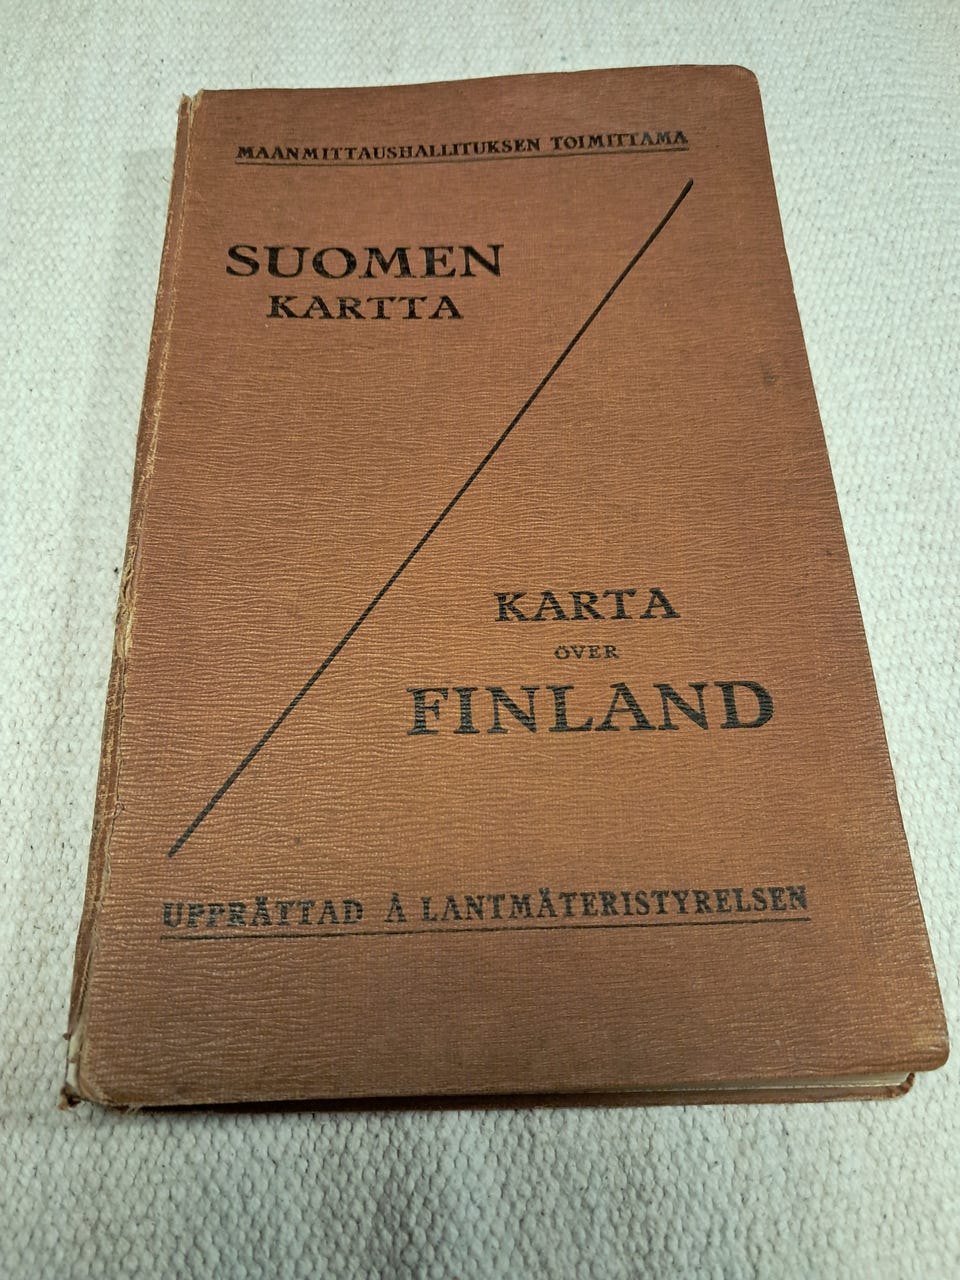 MAANMITTAUSHALLITUKSEN TOIMITTAMA
SUOMEN
KARTTA
KARTA
ÖVER
FINLAND
UPPRÄTTAD Å LANTMÄTERISTYRELSEN